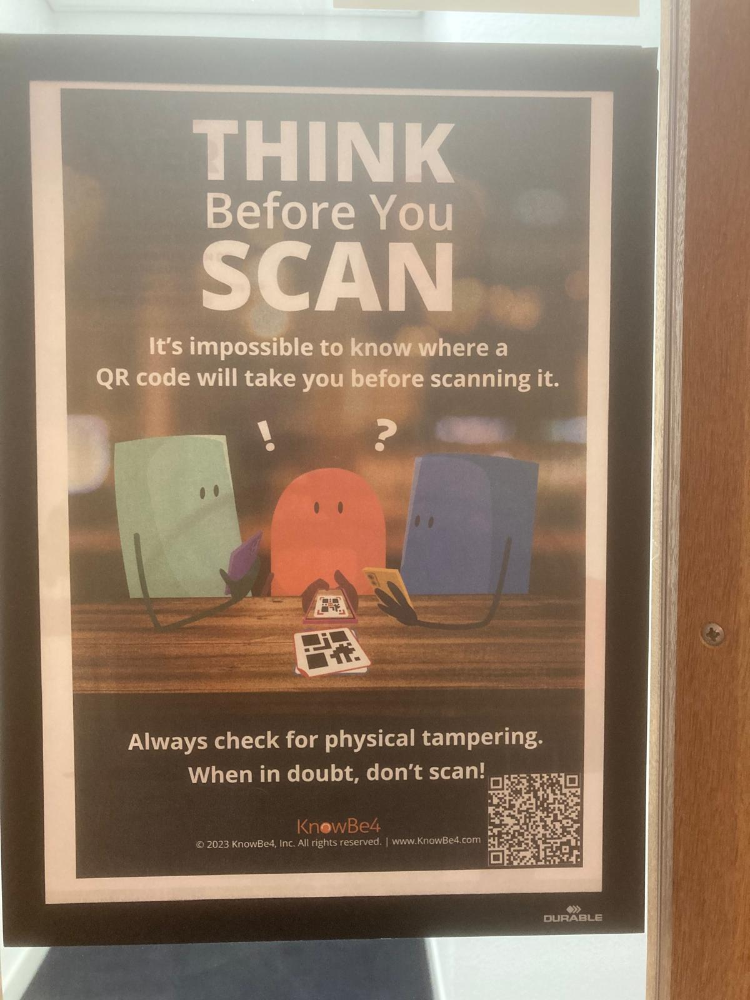 THINK
Before You
SCAN
It's impossible to know where a
QR code will take you before scanning it.
! ?
Always check for physical tampering.
When in doubt, don't scan!
KnowBe4
© 2023 KnowBe4, Inc. All rights reserved. | www.KnowBe4.com
DURABLE